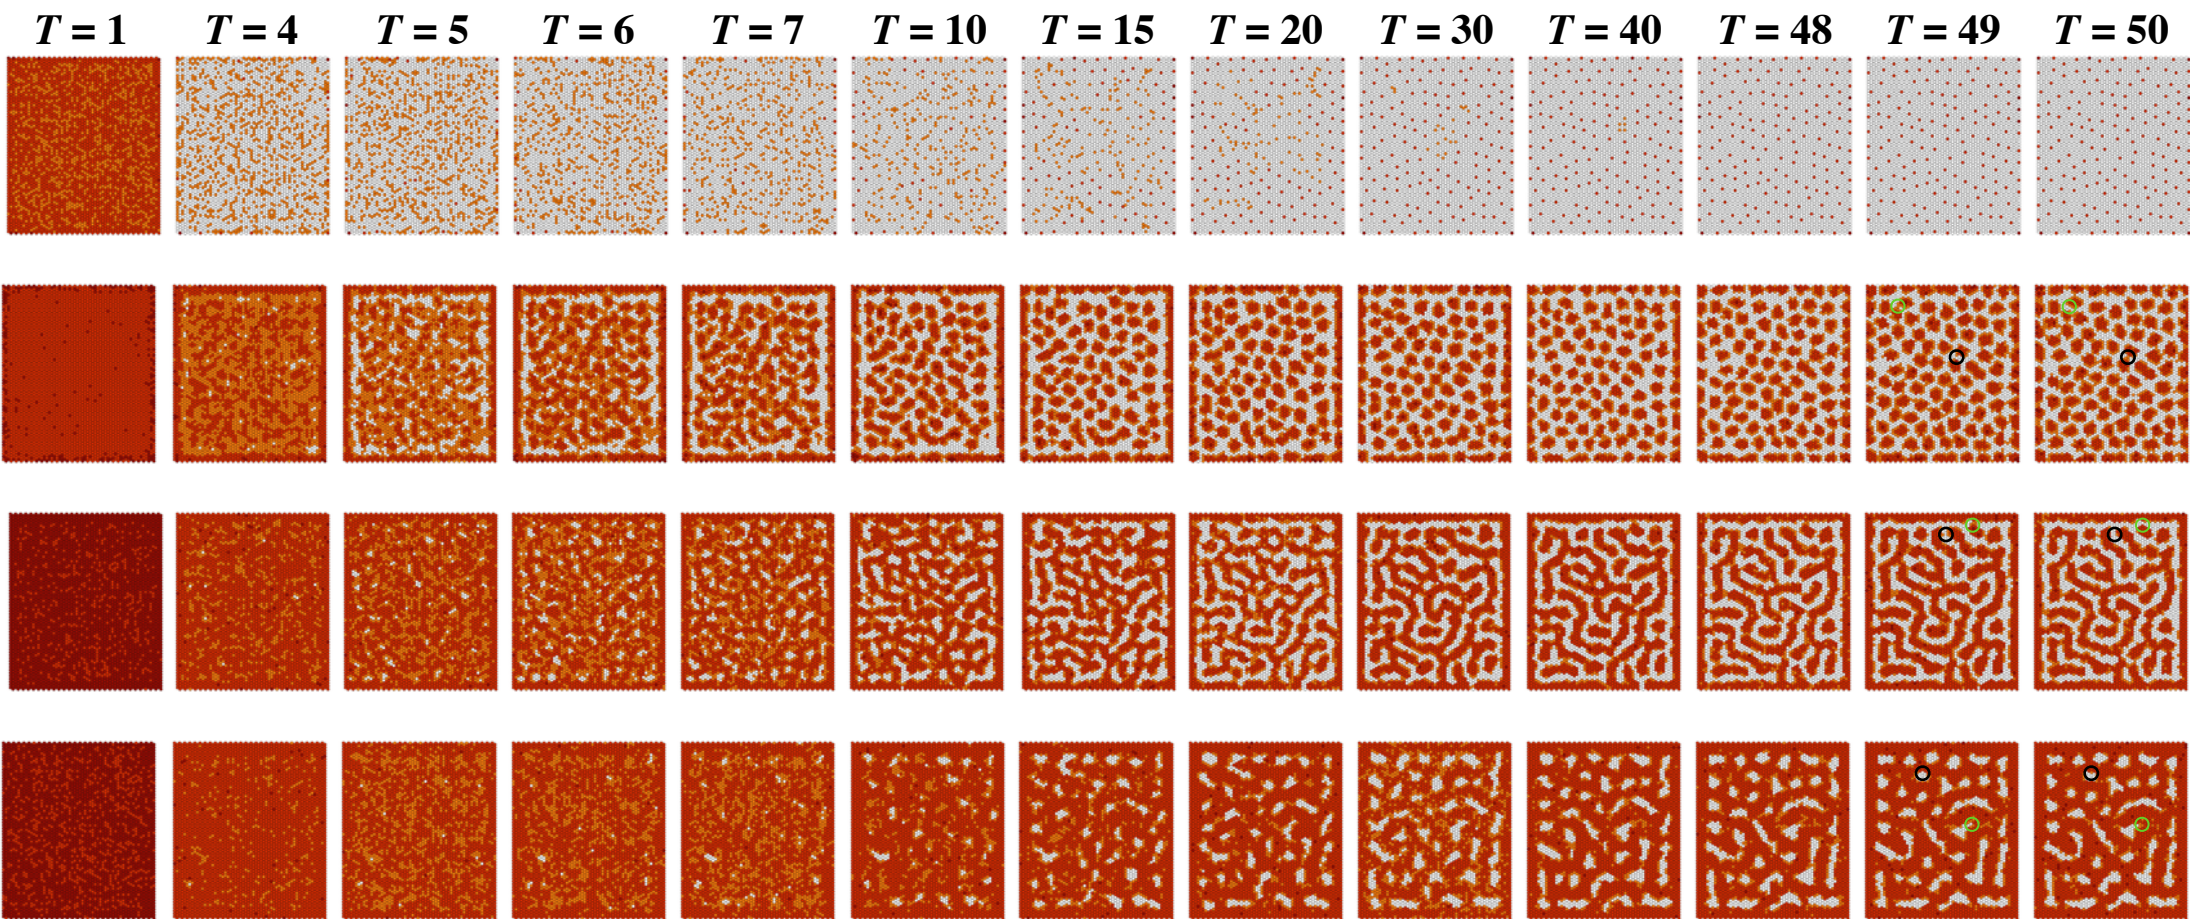 T = 1 T = 4 T = 5 T = 6 T = 7 T = 10 T = 15 T = 20 T = 30 T = 40 T = 48 T = 49 T = 50